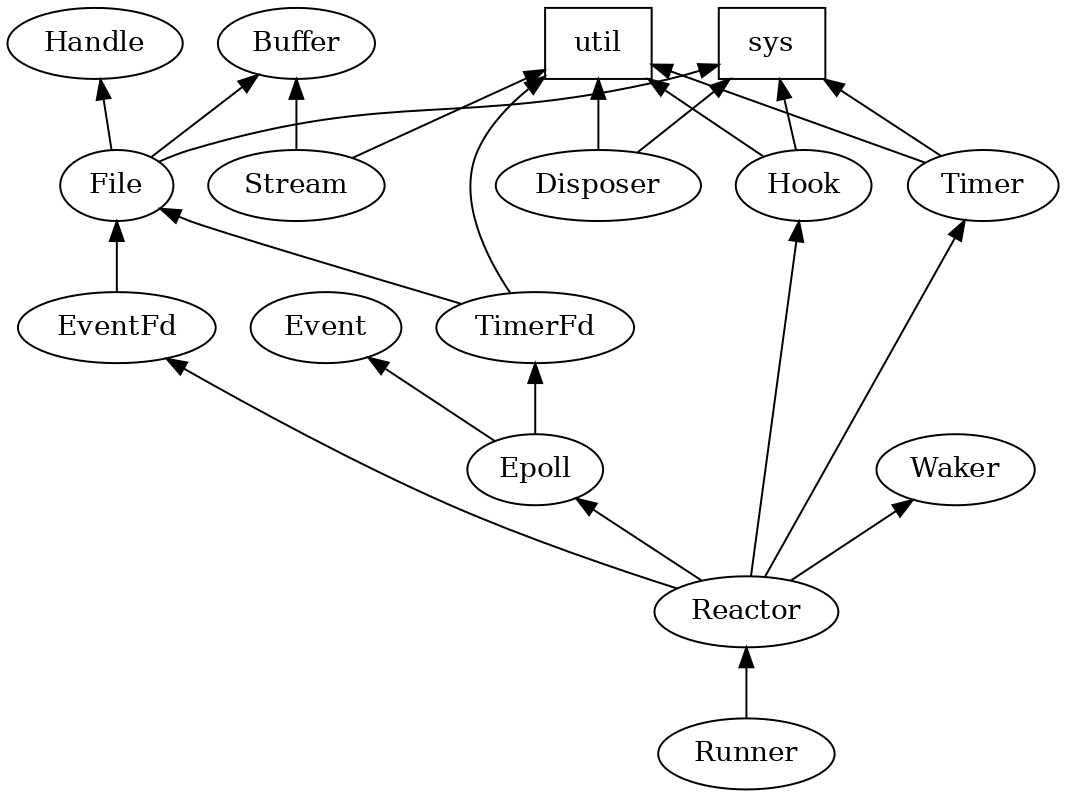 Handle
Buffer
util
sys
File
Stream
Disposer
Hook
Timer
EventFd
Event
TimerFd
Epoll
Waker
Reactor
Runner